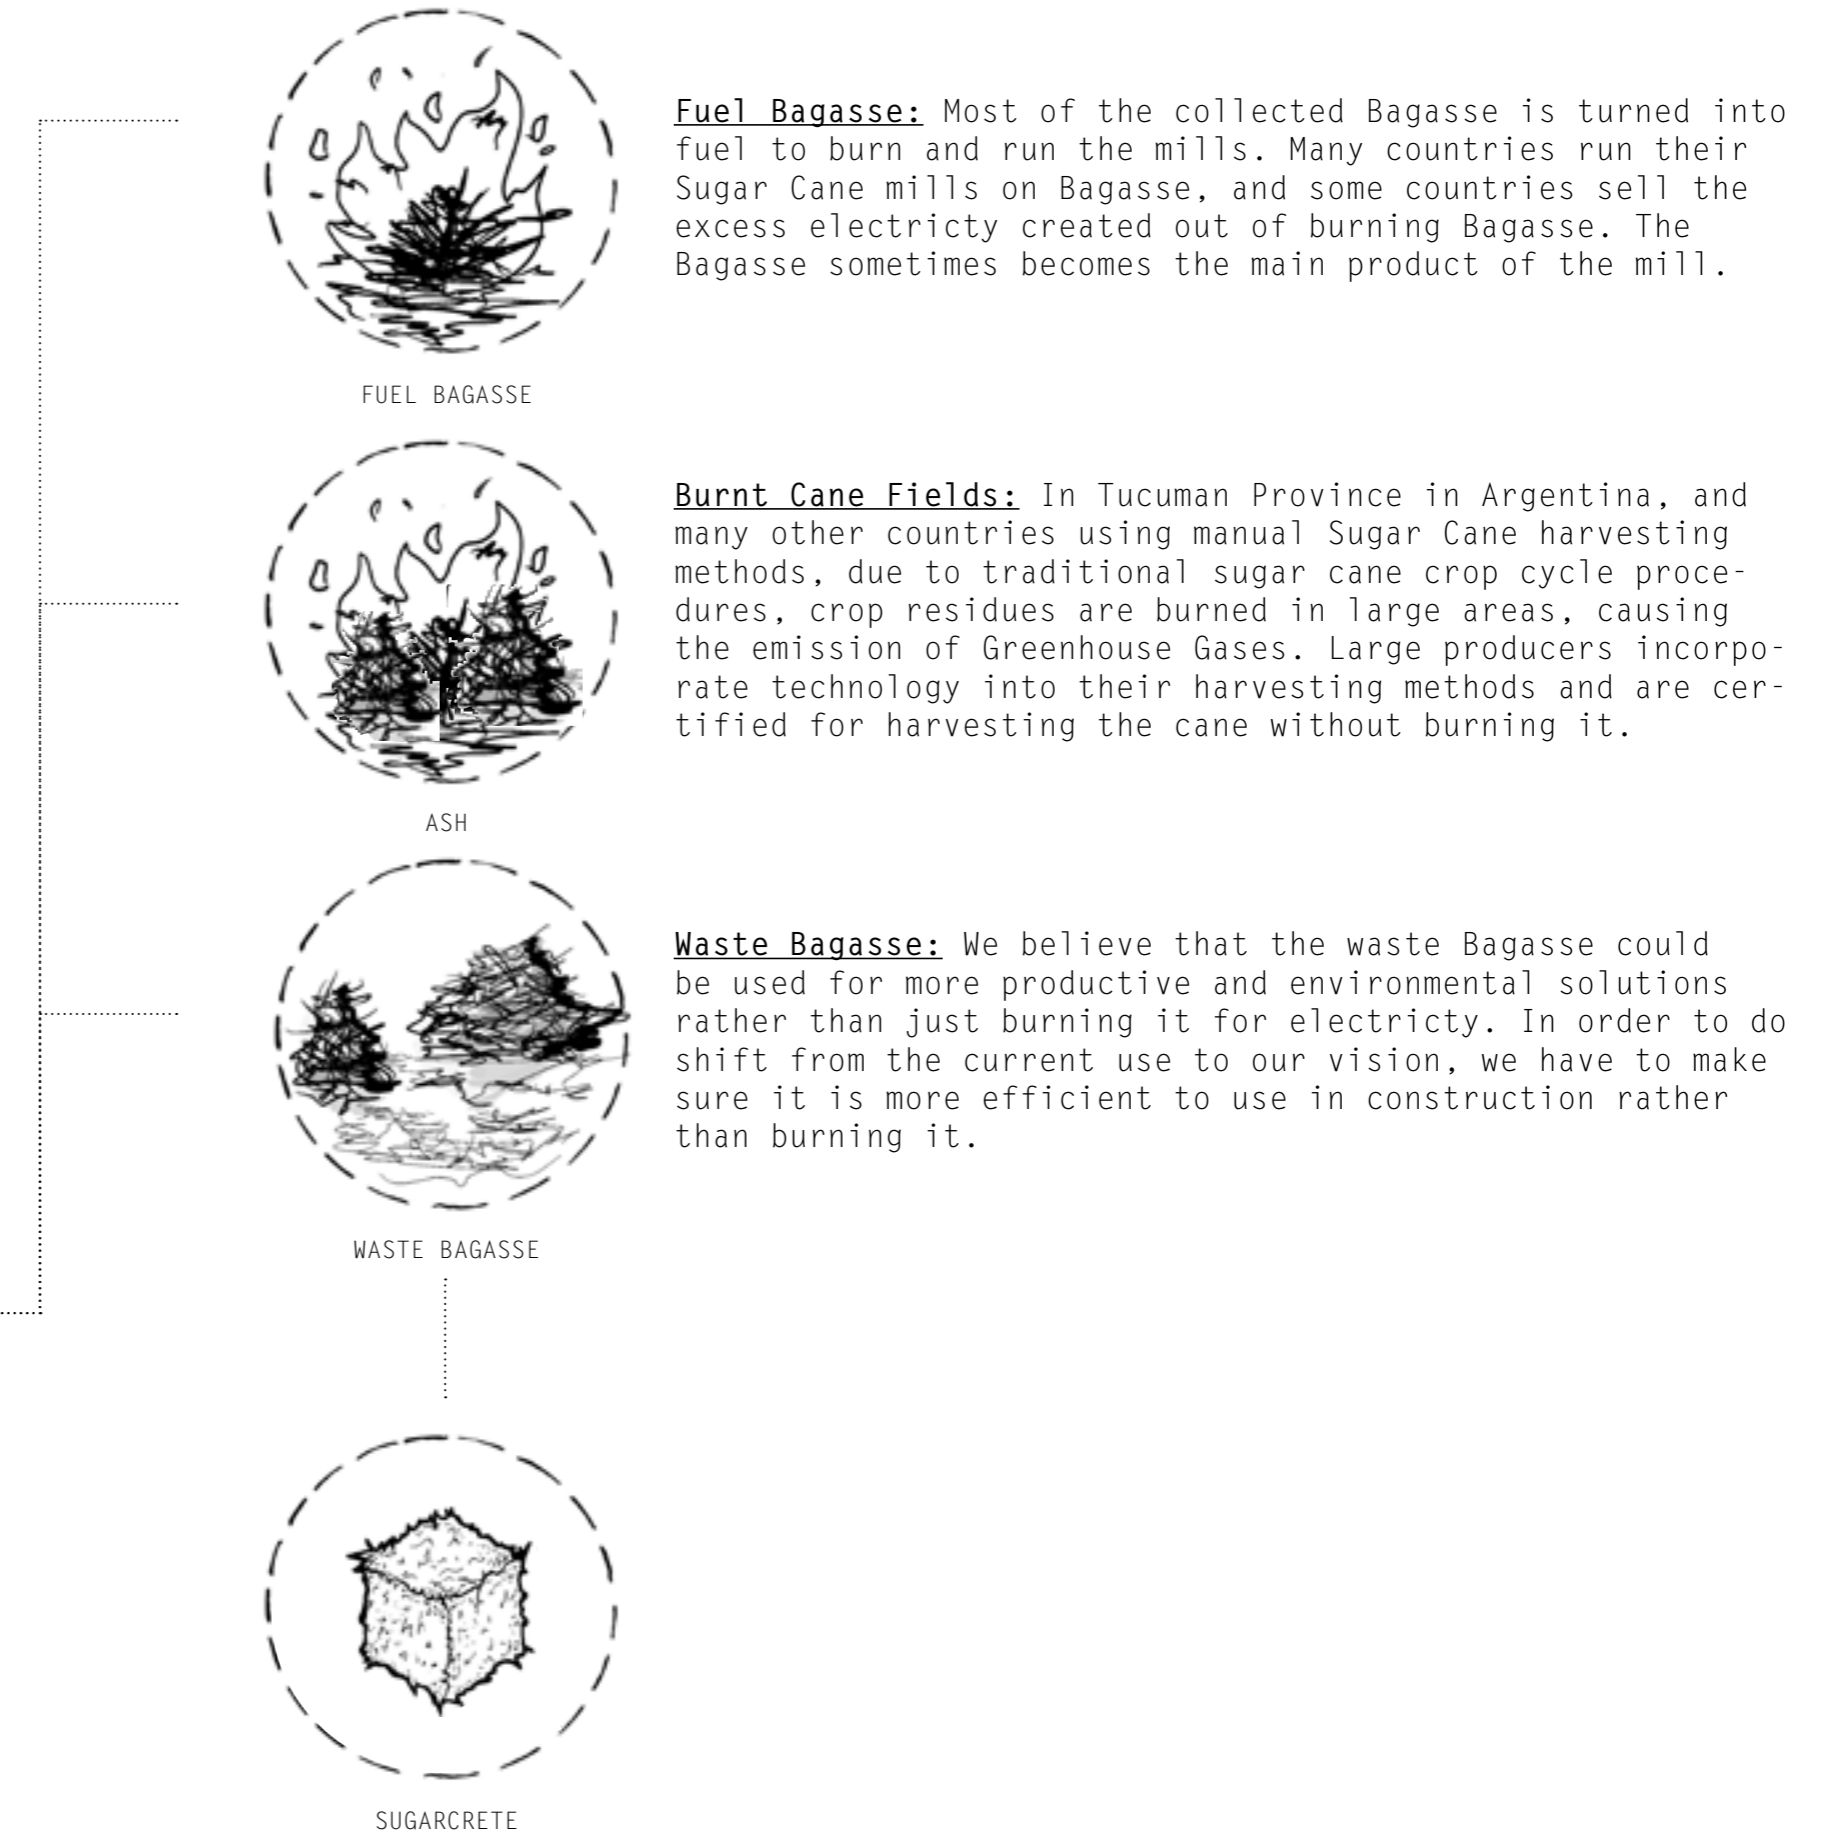 Fuel Bagasse: Most of the collected Bagasse is turned into
fuel to burn and run the mills. Many countries run their
Sugar Cane mills on Bagasse, and some countries sell the
excess electricty created out of burning Bagasse. The
Bagasse sometimes becomes the main product of the mill.
FUEL BAGASSE
Burnt Cane Fields: In Tucuman Province in Argentina, and
many other countries using manual Sugar Cane harvesting
methods, due to traditional sugar cane crop cycle proce-
dures, crop residues are burned in large areas, causing
the emission of Greenhouse Gases. Large producers incorpo-
rate technology into their harvesting methods and are cer-
tified for harvesting the cane without burning it.
ASH
Waste Bagasse: We believe that the waste Bagasse could
be used for more productive and environmental solutions
rather than just burning it for electricty. In order to do
shift from the current use to our vision, we have to make
sure it is more efficient to use in construction rather
than burning it.
WASTE BAGASSE
SUGARCRETE